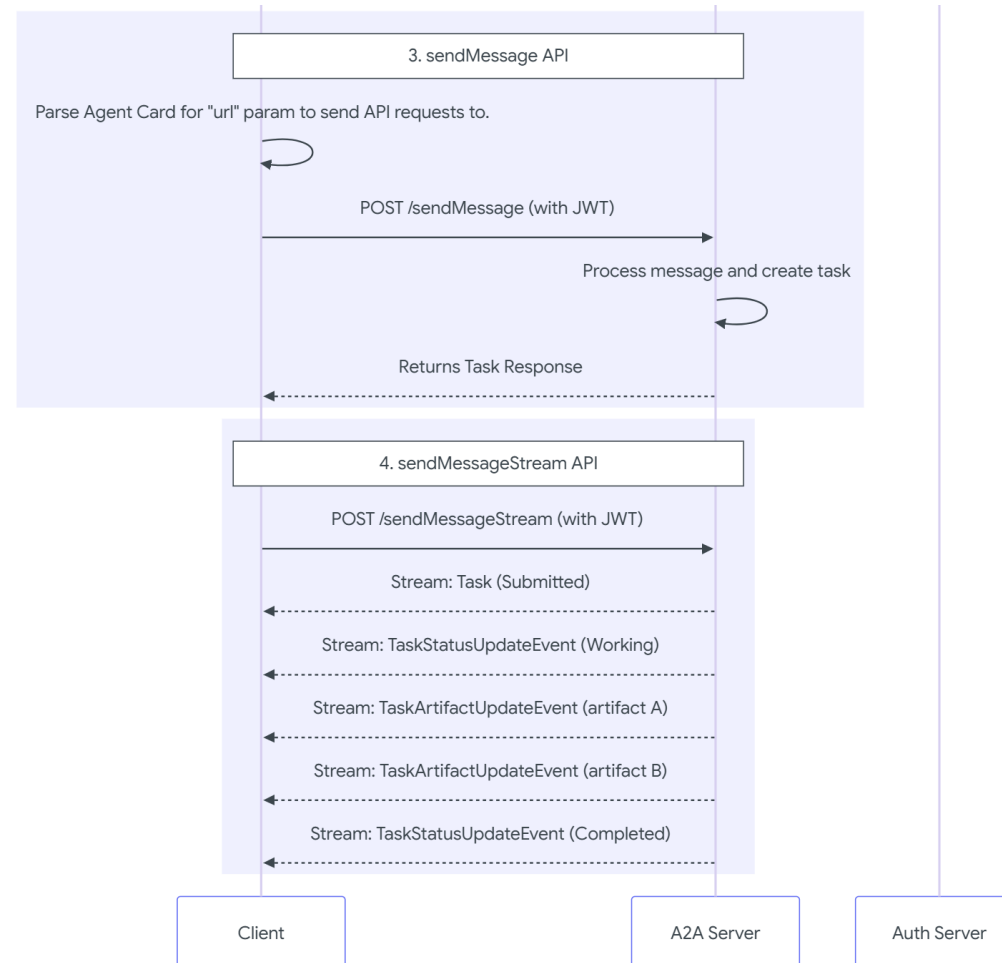 3. sendMessage API
Parse Agent Card for "url" param to send API requests to.
POST /sendMessage (with JWT)
Process message and create task
Returns Task Response
4. sendMessageStream API
POST /sendMessageStream (with JWT)
Stream: Task (Submitted)
Stream: TaskStatusUpdateEvent (Working)
Stream: TaskArtifactUpdateEvent (artifact A)
Stream: TaskArtifactUpdateEvent (artifact B)
Stream: TaskStatusUpdateEvent (Completed)
Client
A2A Server
Auth Server